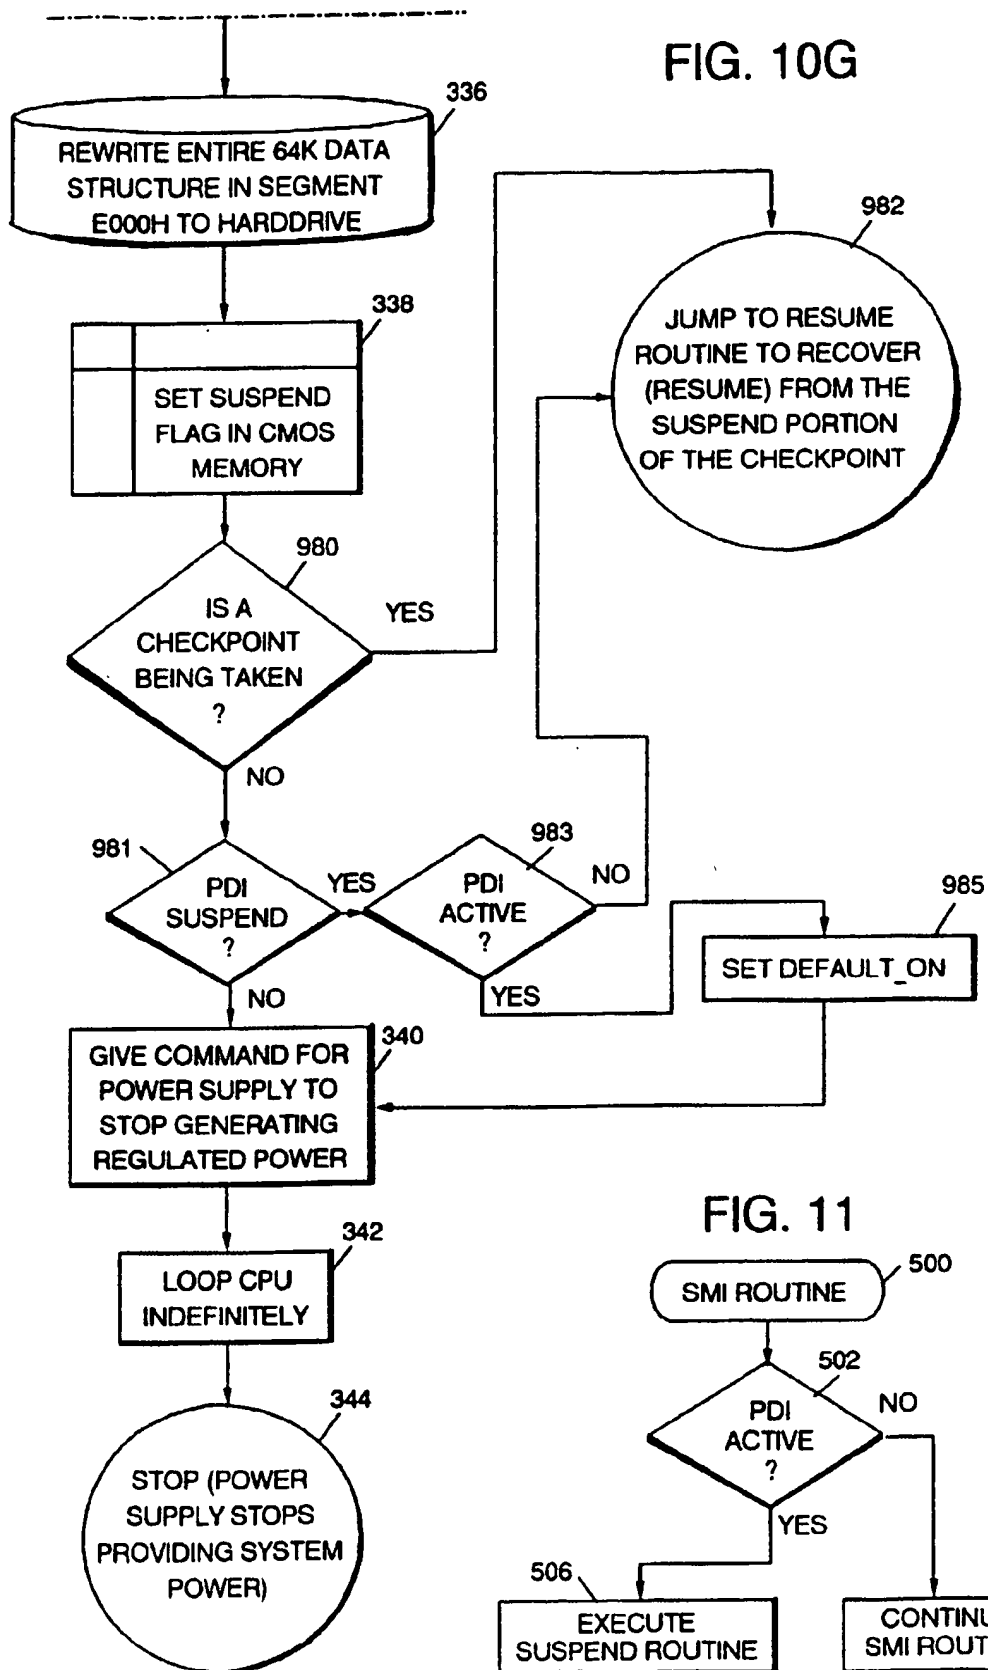 FIG. 10G
336
REWRITE ENTIRE 64K DATA
STRUCTURE IN SEGMENT
E000H TO HARDDRIVE
982
JUMP TO RESUME
ROUTINE TO RECOVER
(RESUME) FROM THE
SUSPEND PORTION
OF THE CHECKPOINT
338
SET SUSPEND
FLAG IN CMOS
MEMORY
980
IS A
CHECKPOINT
BEING TAKEN
?
YES
NO
981
PDI
SUSPEND
?
YES
NO
983
PDI
ACTIVE
?
NO
YES
985
SET DEFAULT_ON
340
GIVE COMMAND FOR
POWER SUPPLY TO
STOP GENERATING
REGULATED POWER
342
LOOP CPU
INDEFINITELY
344
STOP (POWER
SUPPLY STOPS
PROVIDING SYSTEM
POWER)
FIG. 11
500
SMI ROUTINE
502
PDI
ACTIVE
?
NO
YES
506
EXECUTE
SUSPEND ROUTINE
CONTINU
SMI ROUT